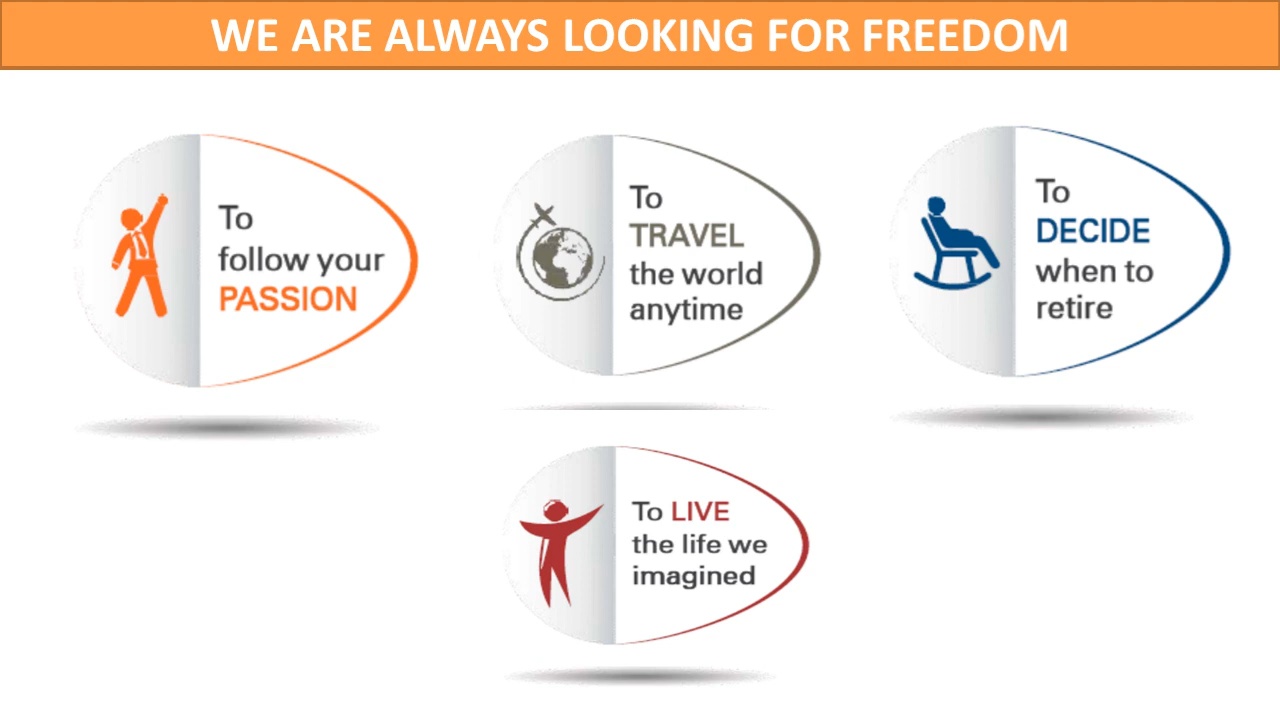 WE ARE ALWAYS LOOKING FOR FREEDOM
To
follow your
PASSION
To
TRAVEL
the world
anytime
To
DECIDE
when to
retire
To LIVE
the life we
imagined